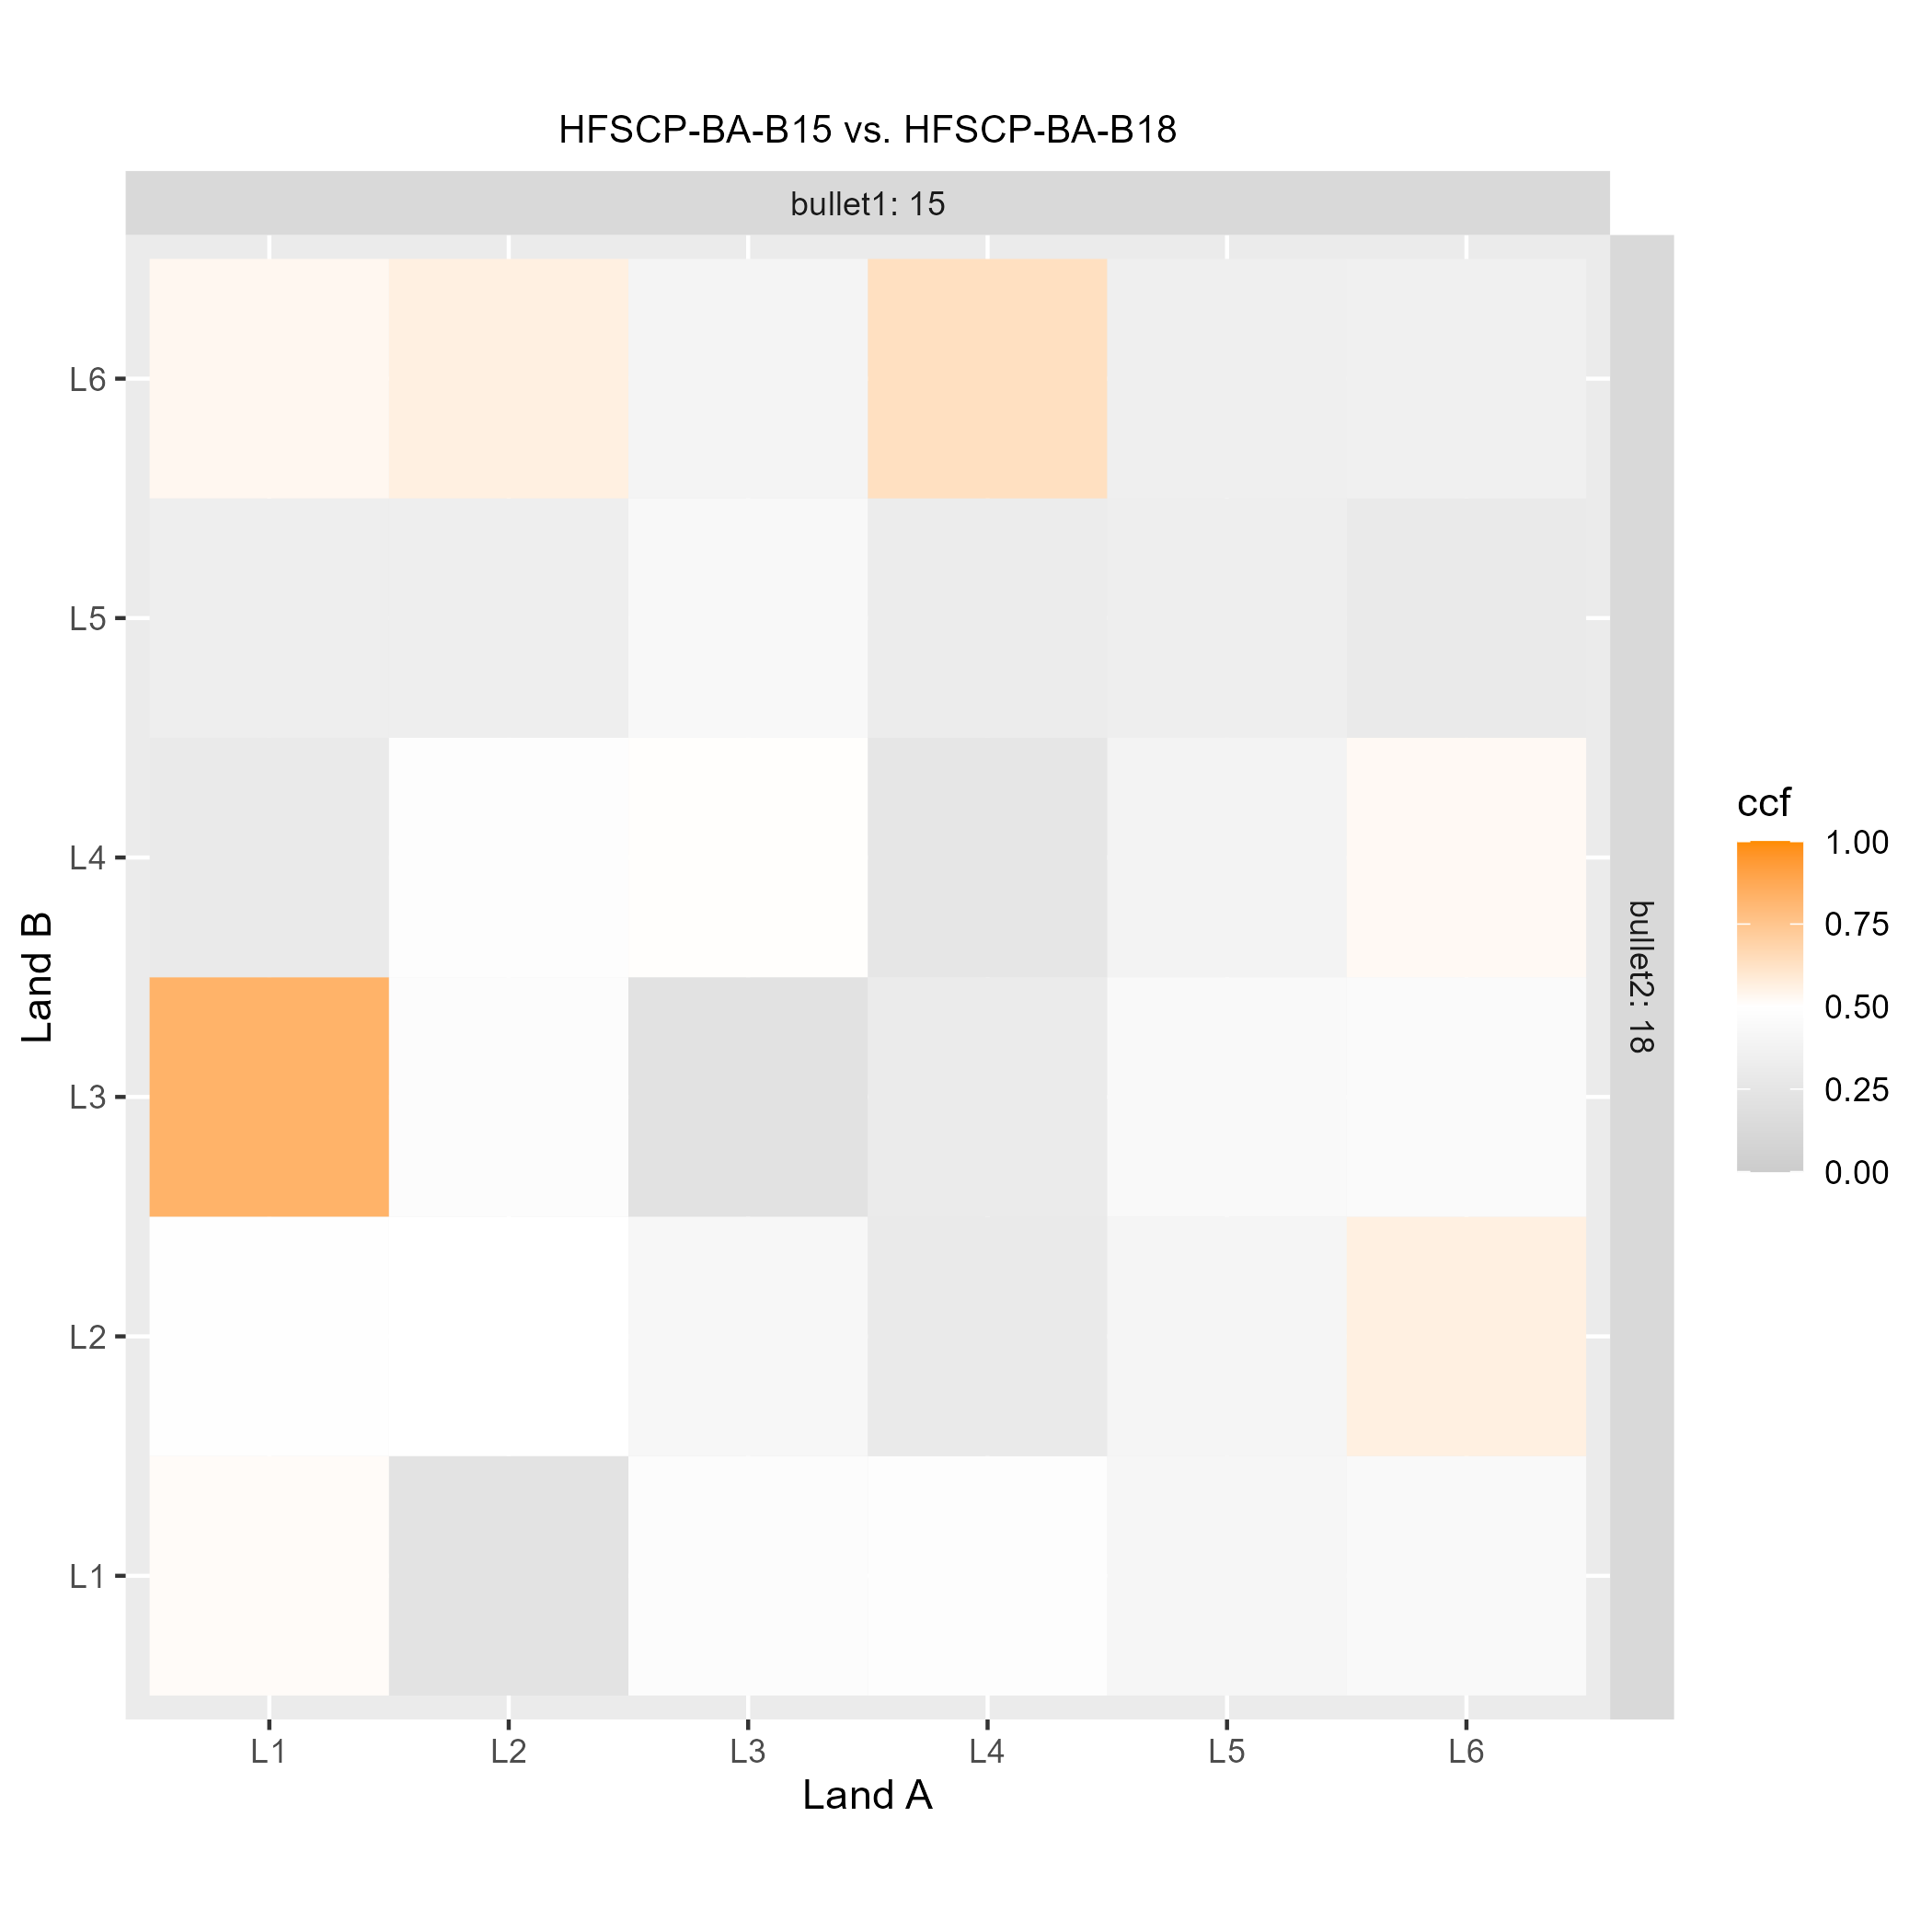 HFSCP-BA-B15 vs. HFSCP-BA-B18
bullet1: 15
L6
L5
L4
L3
L2
L1
Land B
bullet2: 18
L1 L2 L3 L4 L5 L6
Land A
ccf
1.00
0.75
0.50
0.25
0.00